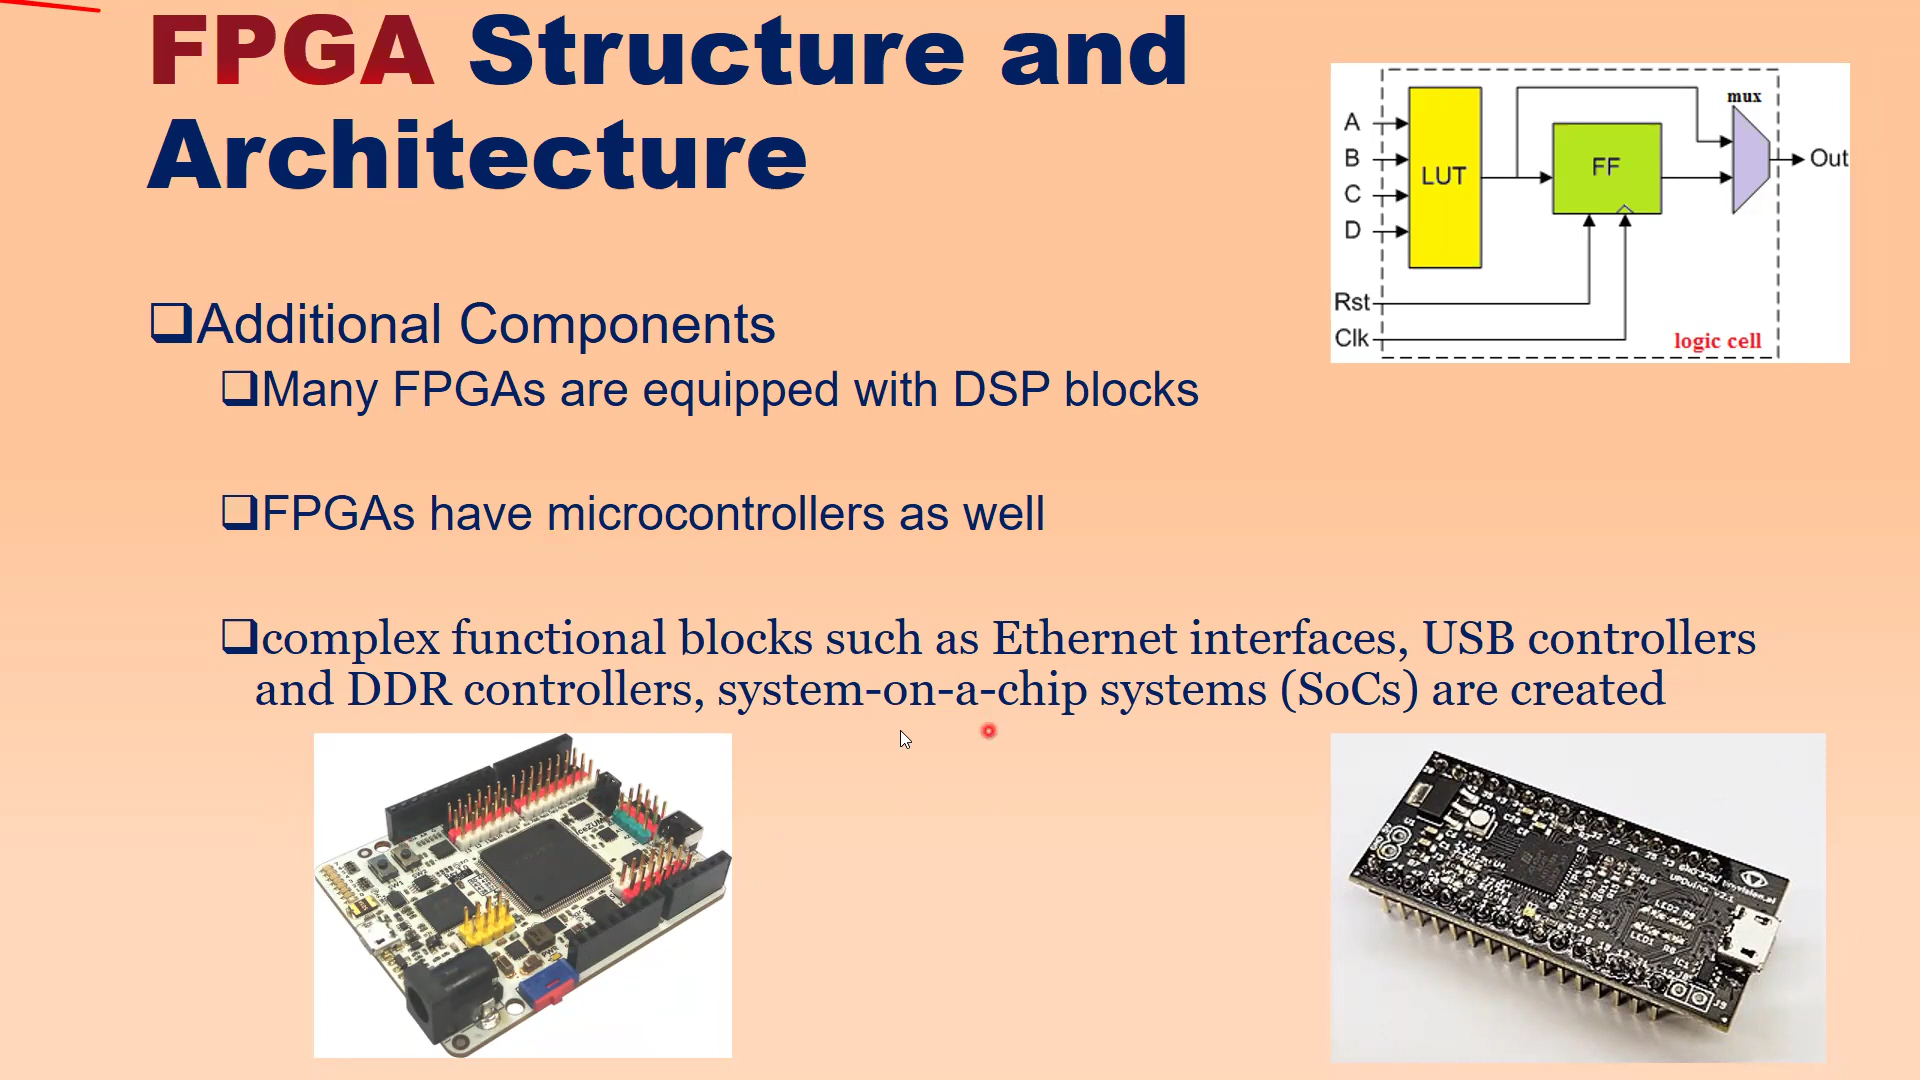 FPGA Structure and
Architecture
mux
A
B
C
D
LUT
FF
Out
Rst
Clk
logic cell
❑Additional Components
❑Many FPGAs are equipped with DSP blocks
❑FPGAs have microcontrollers as well
❑complex functional blocks such as Ethernet interfaces, USB controllers
and DDR controllers, system-on-a-chip systems (SoCs) are created